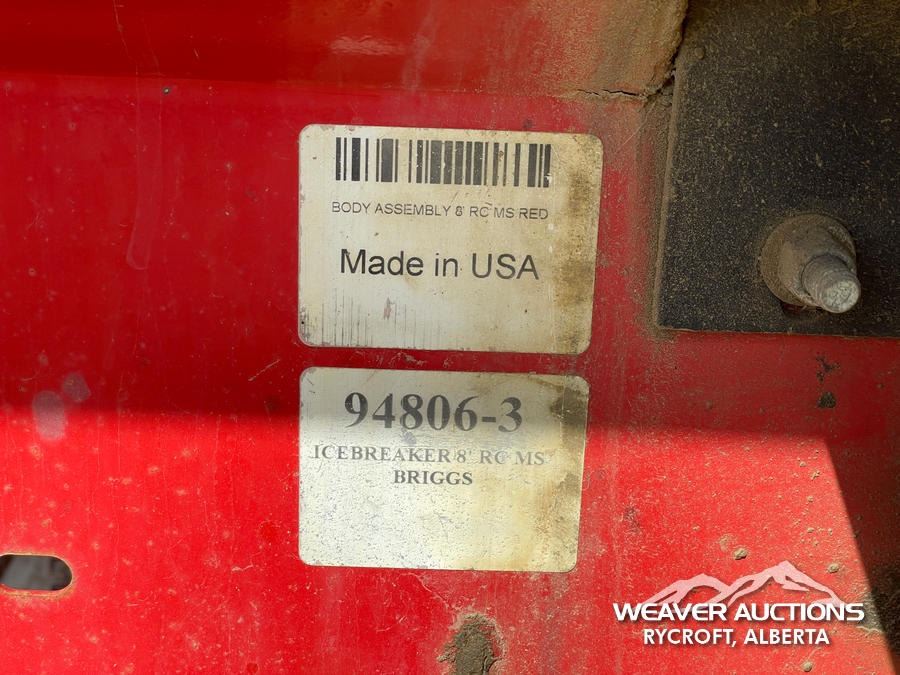 BODY ASSEMBLY 8' RC MS RED
Made in USA
94806-3
ICEBREAKER 8' RC MS
BRIGGS
WEAVER AUCTIONS
RYCROFT, ALBERTA